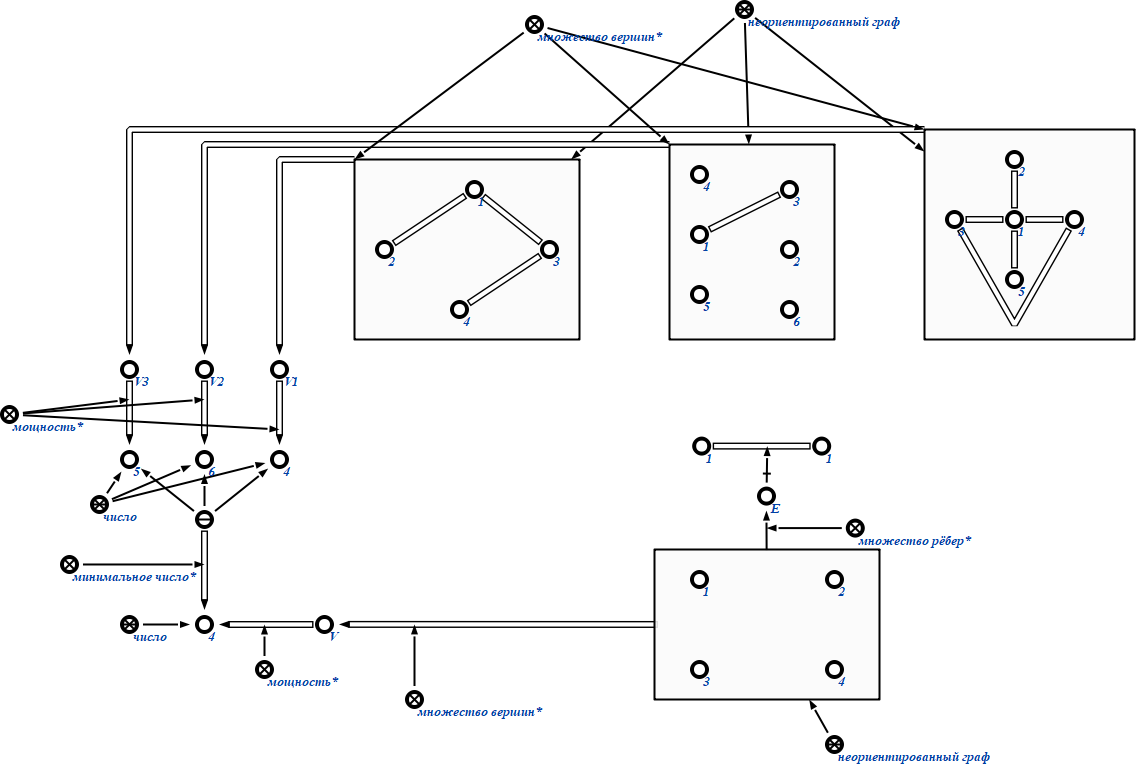 неориентированный граф
множество вершин*
2
1
4
3
3
1
4
1
2
3
2
5
5
4
6
V3
V2
V1
мощность*
1
1
5
6
4
E
число
множество рёбер*
минимальное число*
1
2
число
4
V
мощность*
3
4
множество вершин*
неориентированный граф